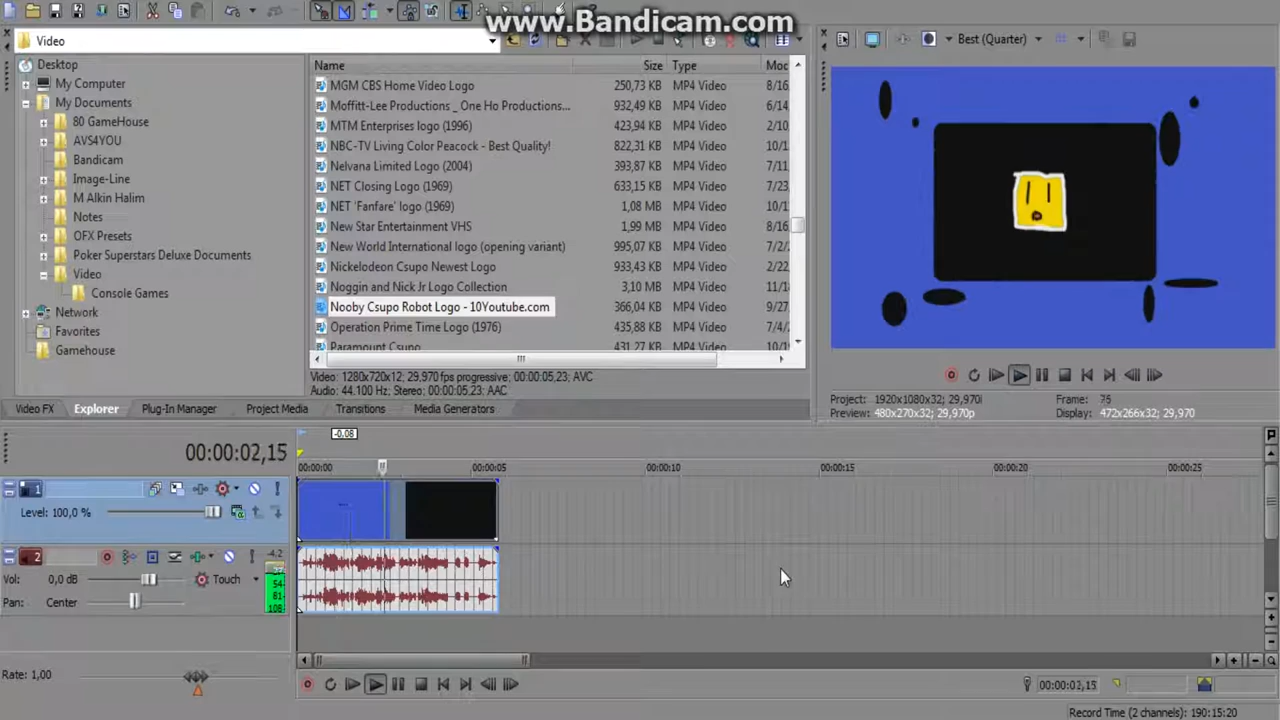 www.Bandicam.com
Video
Best (Quarter)
Desktop
My Computer
My Documents
80 GameHouse
AVS4YOU
Bandicam
Image-Line
M Alkin Halim
Notes
OFX Presets
Poker Superstars Deluxe Documents
Video
Console Games
Network
Favorites
Gamehouse
Name Size Type Moc
MGM CBS Home Video Logo 250,73 KB MP4 Video 8/16
Moffitt-Lee Productions _ One Ho Productions... 932,49 KB MP4 Video 6/14
MTM Enterprises logo (1996) 423,94 KB MP4 Video 2/10
NBC-TV Living Color Peacock - Best Quality! 822,31 KB MP4 Video 10/1
Nelvana Limited Logo (2004) 393,87 KB MP4 Video 7/11
NET Closing Logo (1969) 633,15 KB MP4 Video 7/23
NET 'Fanfare' logo (1969) 1,08 MB MP4 Video 10/1
New Star Entertainment VHS 1,99 MB MP4 Video 8/16
New World International logo (opening variant) 995,07 KB MP4 Video 7/2/
Nickelodeon Csupo Newest Logo 933,43 KB MP4 Video 2/22
Noggin and Nick Jr Logo Collection 3,10 MB MP4 Video 11/1
Nooby Csupo Robot Logo - 10Youtube.com 366,04 KB MP4 Video 9/27
Operation Prime Time Logo (1976) 435,88 KB MP4 Video 7/4/
Paramount Csupo 431,27 KB MP4 Video 10/1
Video: 1280x720x12; 29,970 fps progressive; 00:00:05,23; AVC
Audio: 44.100 Hz; Stereo; 00:00:05,23; AAC
Video FX Explorer Plug-In Manager Project Media Transitions Media Generators
Project: 1920x1080x32; 29,970i Frame: 75
Preview: 480x270x32; 29,970p Display: 472x266x32; 29,970
-0.08
00:00:02,15
00:00:00 00:00:05 00:00:10 00:00:15 00:00:20 00:00:25
1
Level: 100,0 %
2
-4.2
Vol: 0,0 dB Touch
54
81
Pan: Center
108
Rate: 1,00
00:00:02,15
Record Time (2 channels): 190:15:20